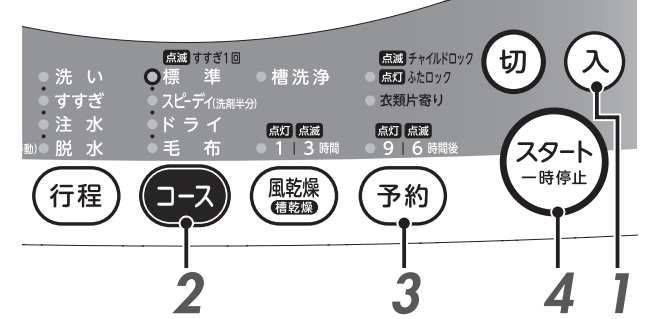 点滅 すすぎ1回
点滅 チャイルドロック
洗い
標準
槽洗浄
点灯 ふたロック
切
入
すすぎ
スピーディ(洗剤半分)
衣類片寄り
注水
ドライ
点灯 点滅
点灯 点滅
動)
脱水
毛布
1 | 3 時間
9 | 6 時間後
スタート
一時停止
行程
コース
風乾燥
槽乾燥
予約
2
3
4
1